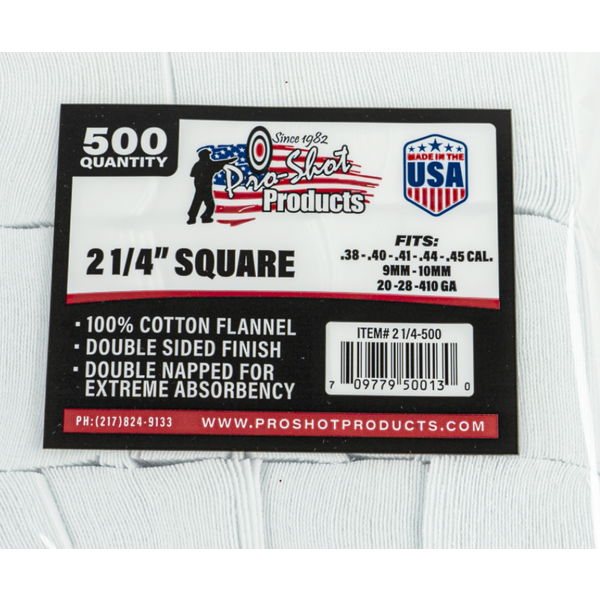 500
QUANTITY
Since 1982
Pro-Shot
Products
MADE IN THE
USA
2 1/4" SQUARE
FITS:
.38-.40-.41-.44-.45 CAL.
9MM-10MM
20-28-410 GA
• 100% COTTON FLANNEL
• DOUBLE SIDED FINISH
• DOUBLE NAPPED FOR
EXTREME ABSORBENCY
ITEM# 2 1/4-500
7 09779 50013 0
PH:(217)824-9133
WWW.PROSHOTPRODUCTS.COM